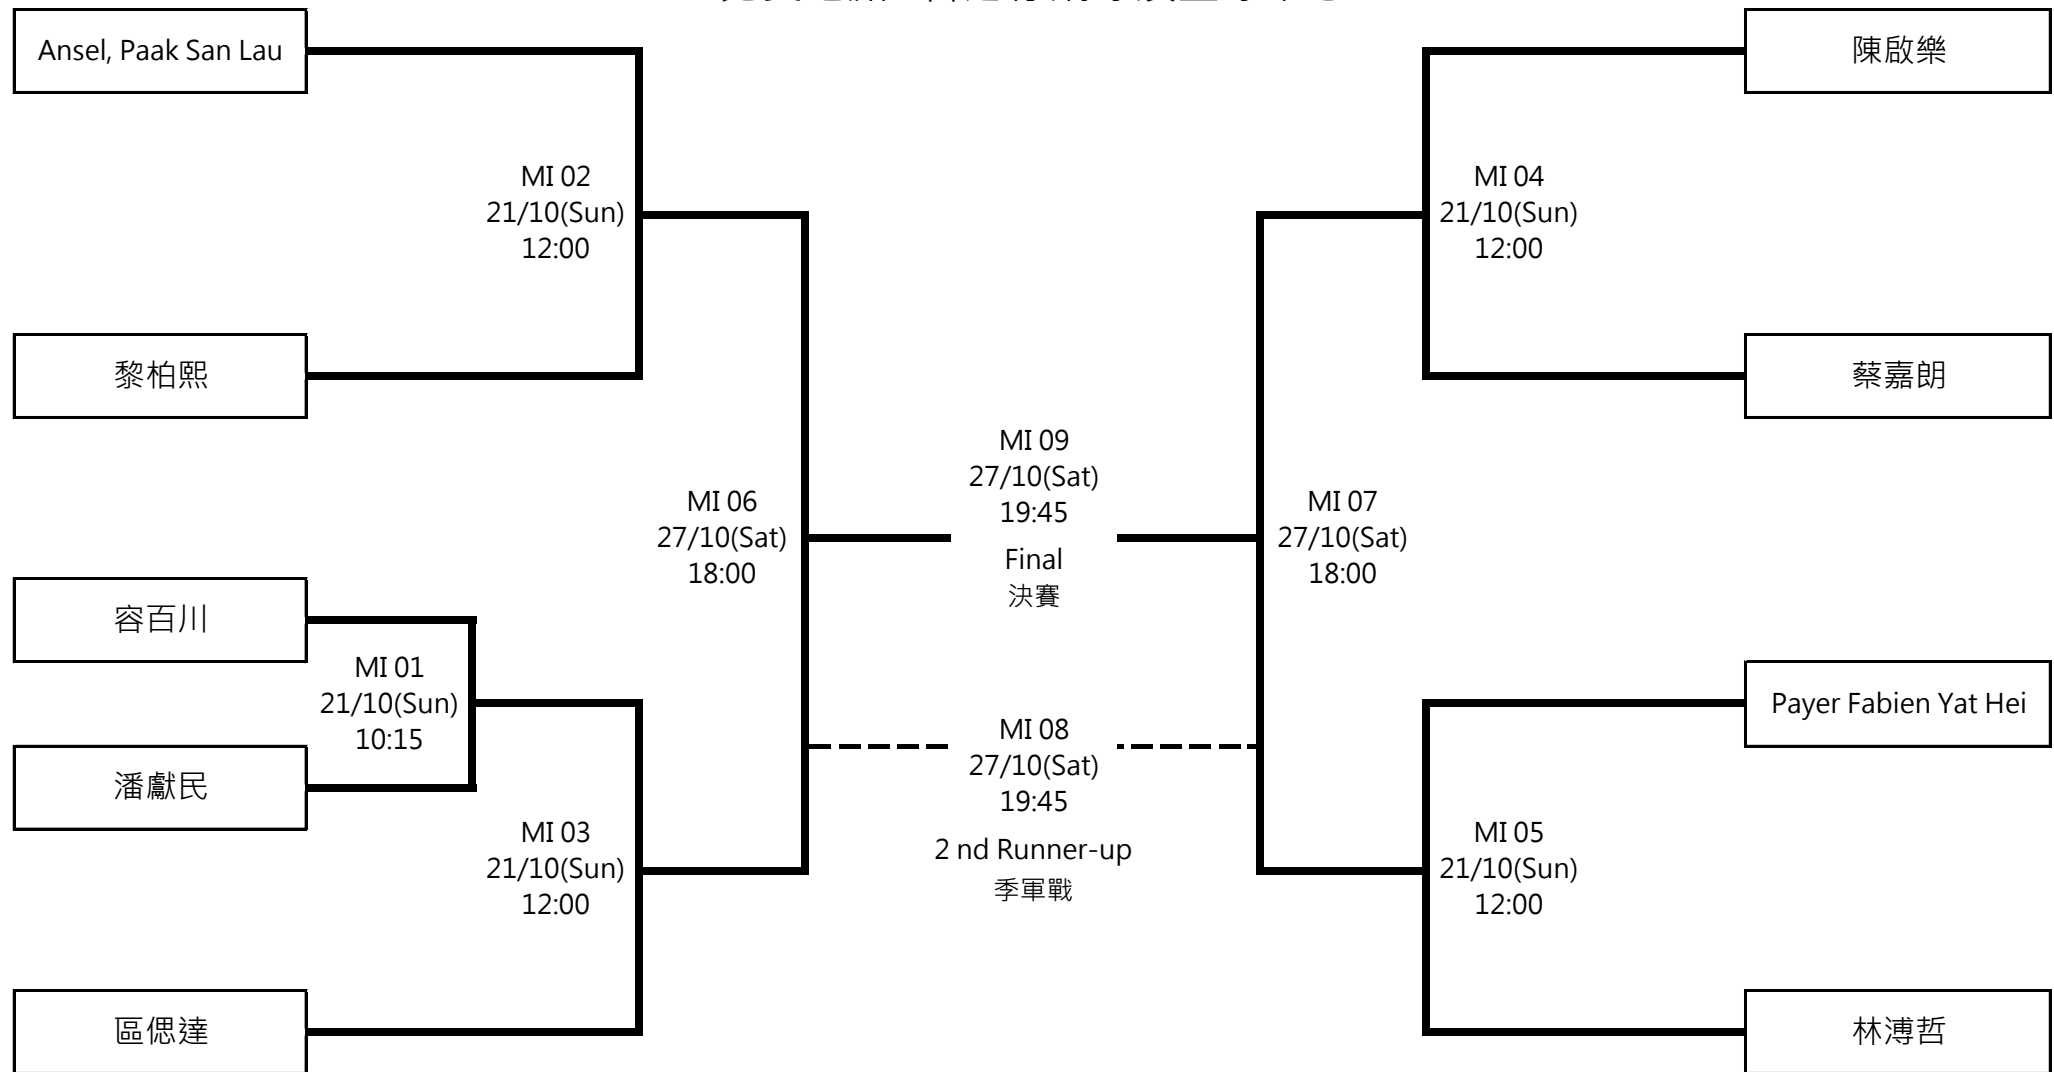 Ansel, Paak San Lau
陳啟樂
MI 02
21/10(Sun)
12:00
MI 04
21/10(Sun)
12:00
黎柏熙
蔡嘉朗
MI 09
27/10(Sat)
19:45
Final
決賽
MI 06
27/10(Sat)
18:00
MI 07
27/10(Sat)
18:00
容百川
MI 01
21/10(Sun)
10:15
潘獻民
Payer Fabien Yat Hei
MI 08
27/10(Sat)
19:45
2 nd Runner-up
季軍戰
MI 03
21/10(Sun)
12:00
MI 05
21/10(Sun)
12:00
區偲達
林溥哲